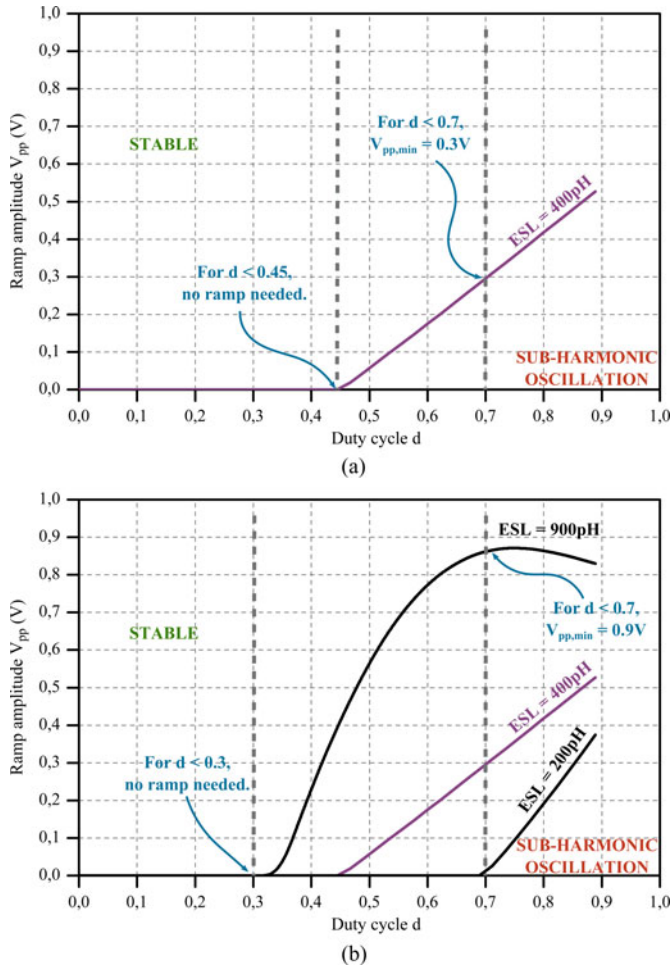 1,0
0,9
0,8
0,7
0,6
0,5
0,4
0,3
0,2
0,1
0,0
Ramp amplitude Vpp (V)
STABLE
For d < 0.7,
Vpp,min = 0.3V
For d < 0.45,
no ramp needed.
ESL = 400pH
SUB-HARMONIC
OSCILLATION
0,0 0,1 0,2 0,3 0,4 0,5 0,6 0,7 0,8 0,9 1,0
Duty cycle d
(a)
1,0
0,9
0,8
0,7
0,6
0,5
0,4
0,3
0,2
0,1
0,0
Ramp amplitude Vpp (V)
ESL = 900pH
STABLE
For d < 0.7,
Vpp,min = 0.9V
ESL = 400pH
For d < 0.3,
no ramp needed.
ESL = 200pH
SUB-HARMONIC
OSCILLATION
0,0 0,1 0,2 0,3 0,4 0,5 0,6 0,7 0,8 0,9 1,0
Duty cycle d
(b)